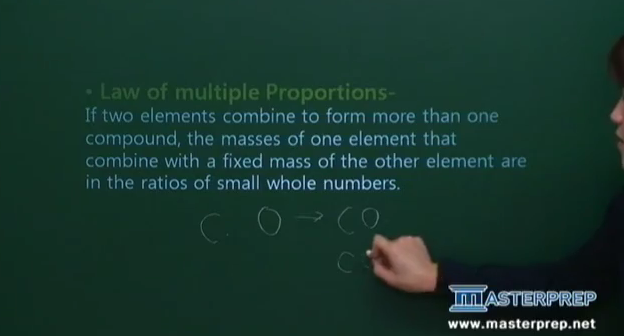 • Law of multiple Proportions-
If two elements combine to form more than one
compound, the masses of one element that
combine with a fixed mass of the other element are
in the ratios of small whole numbers.
C. O → CO
C
MASTERPREP
www.masterprep.net